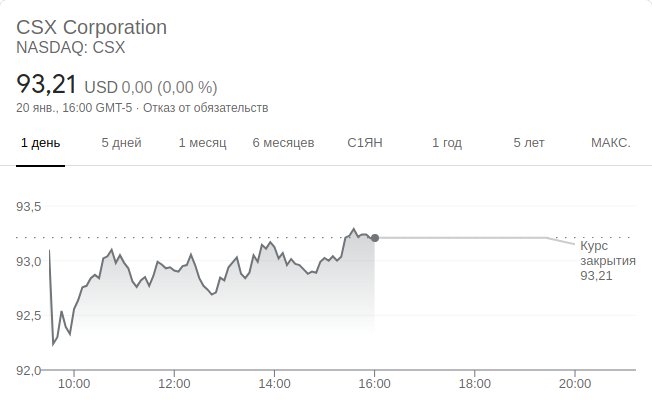 CSX Corporation
NASDAQ: CSX
93,21 USD 0,00 (0,00 %)
20 янв., 16:00 GMT-5 · Отказ от обязательств
1 день 5 дней 1 месяц 6 месяцев С1ЯН 1 год 5 лет МАКС.
93,5
Курс
закрытия
93,21
93,0
92,5
92,0
10:00 12:00 14:00 16:00 18:00 20:00